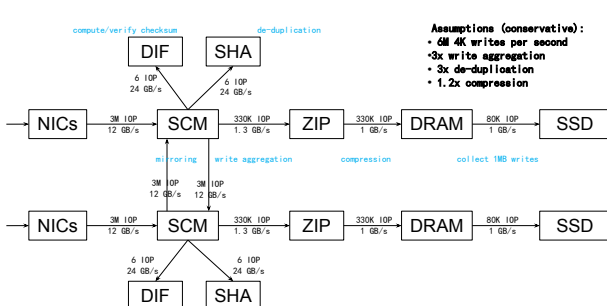 compute/verify checksum
de-duplication
Assumptions (conservative):
• 6M 4K writes per second
•3x write aggregation
• 3x de-duplication
• 1.2x compression
DIF
SHA
6 IOP
24 GB/s
6 IOP
24 GB/s
NICs
3M IOP
12 GB/s
SCM
330K IOP
1.3 GB/s
ZIP
330K IOP
1 GB/s
DRAM
80K IOP
1 GB/s
SSD
mirroring
write aggregation
compression
collect 1MB writes
3M IOP
12 GB/s
3M IOP
12 GB/s
NICs
3M IOP
12 GB/s
SCM
330K IOP
1.3 GB/s
ZIP
330K IOP
1 GB/s
DRAM
80K IOP
1 GB/s
SSD
6 IOP
24 GB/s
6 IOP
24 GB/s
DIF
SHA